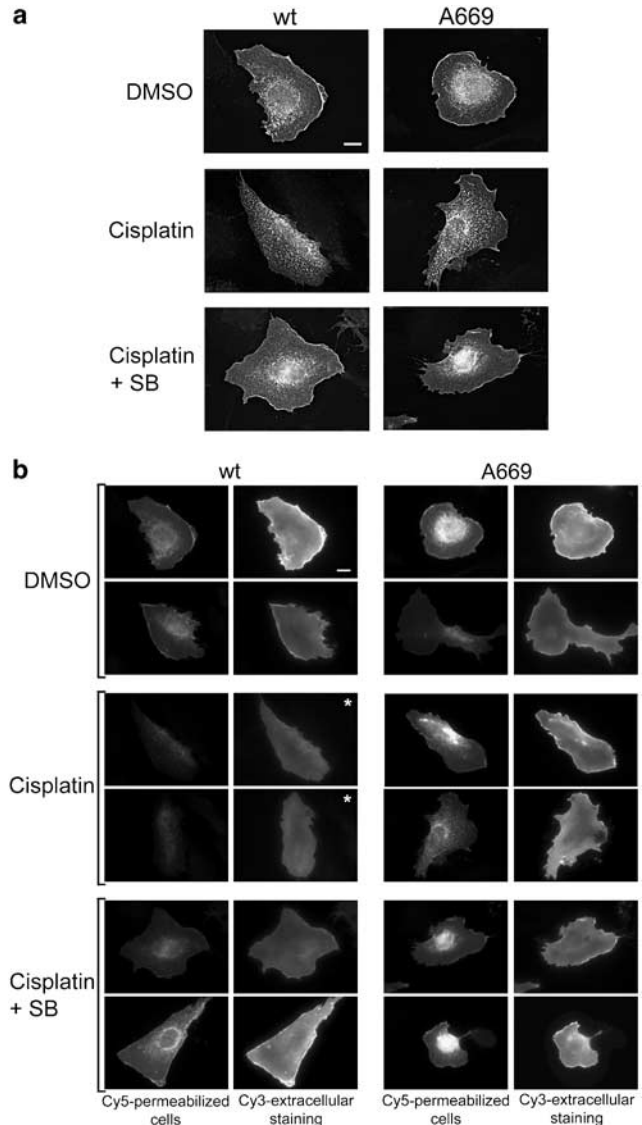 a
wt A669
DMSO
Cisplatin
Cisplatin
+ SB
b
wt A669
DMSO
*
Cisplatin
*
Cisplatin
+ SB
Cy5-permeabilized
cells
Cy3-extracellular
staining
Cy5-permeabilized
cells
Cy3-extracellular
staining